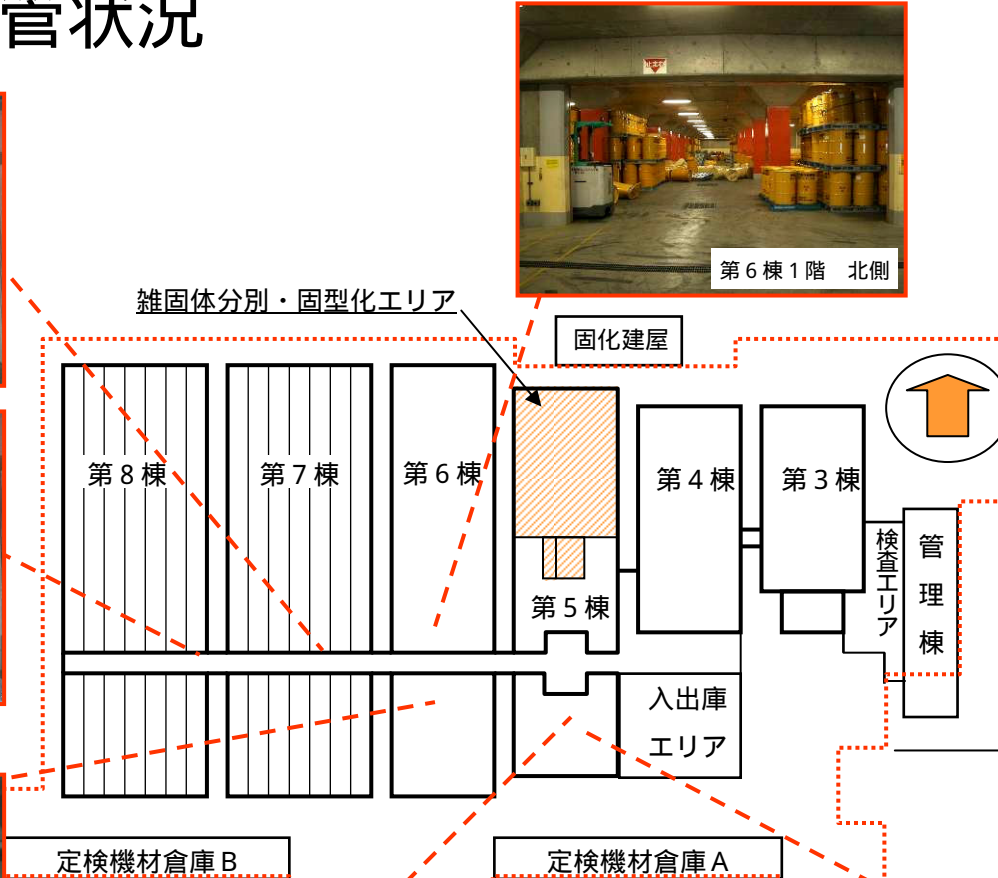 管状況
止まれ
第６棟１階　北側
雑固体分別・固型化エリア
固化建屋
第８棟
第７棟
第６棟
第４棟
第３棟
検査エリア
管理棟
第５棟
入出庫
エリア
定検機材倉庫Ｂ
定検機材倉庫Ａ